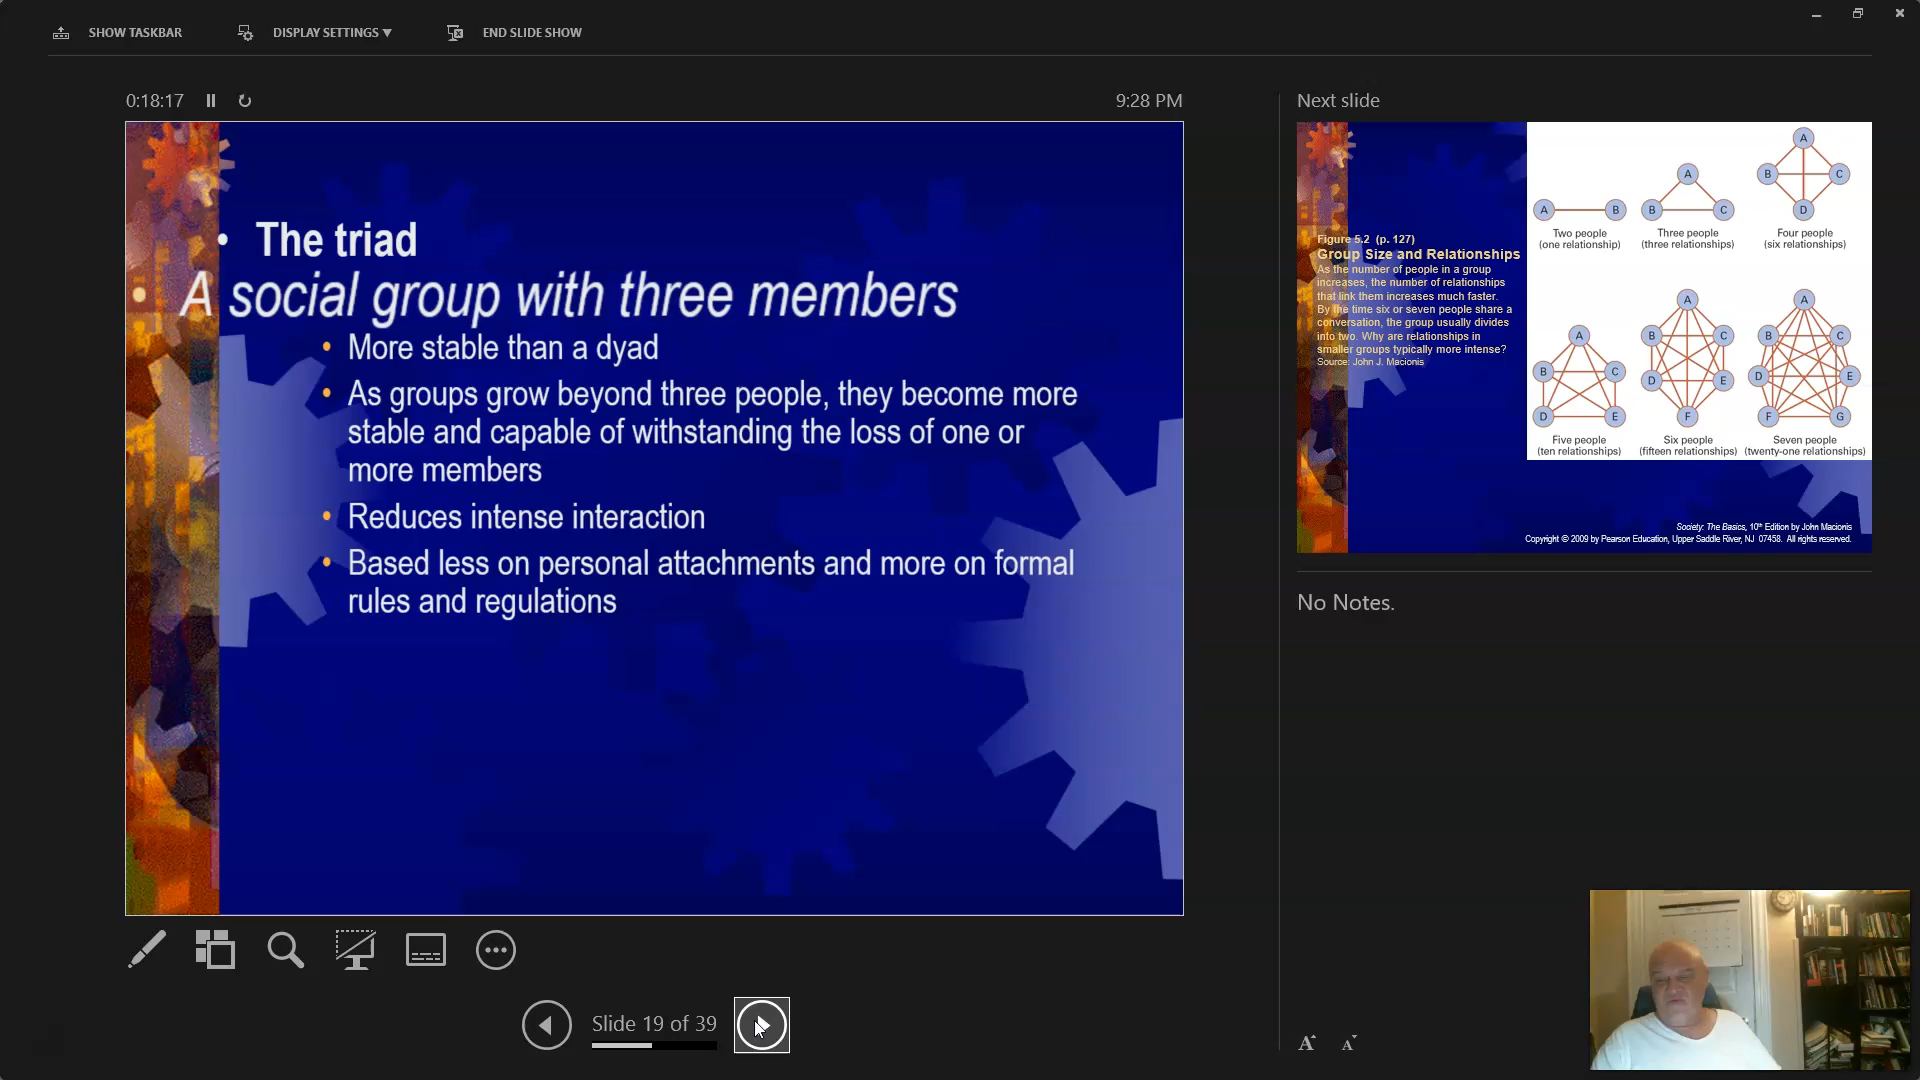 SHOW TASKBAR
DISPLAY SETTINGS ▼
END SLIDE SHOW
0:18:17
9:28 PM
• The triad
• A social group with three members
• More stable than a dyad
• As groups grow beyond three people, they become more
stable and capable of withstanding the loss of one or
more members
• Reduces intense interaction
• Based less on personal attachments and more on formal
rules and regulations
Slide 19 of 39
Next slide
Figure 5.2 (p. 127)
Group Size and Relationships
As the number of people in a group
increases, the number of relationships
that link them increases much faster.
By the time six or seven people share a
conversation, the group usually divides
into two. Why are relationships in
smaller groups typically more intense?
Source: John J. Macionis
A B
Two people
(one relationship)
A
B C
Three people
(three relationships)
A
B C
D
Four people
(six relationships)
A
B C
D E
Five people
(ten relationships)
A
B C
D E
F
Six people
(fifteen relationships)
A
B C
D E
F G
Seven people
(twenty-one relationships)
Society: The Basics, 10th Edition by John Macionis
Copyright © 2009 by Pearson Education, Upper Saddle River, NJ 07458. All rights reserved.
No Notes.
A A